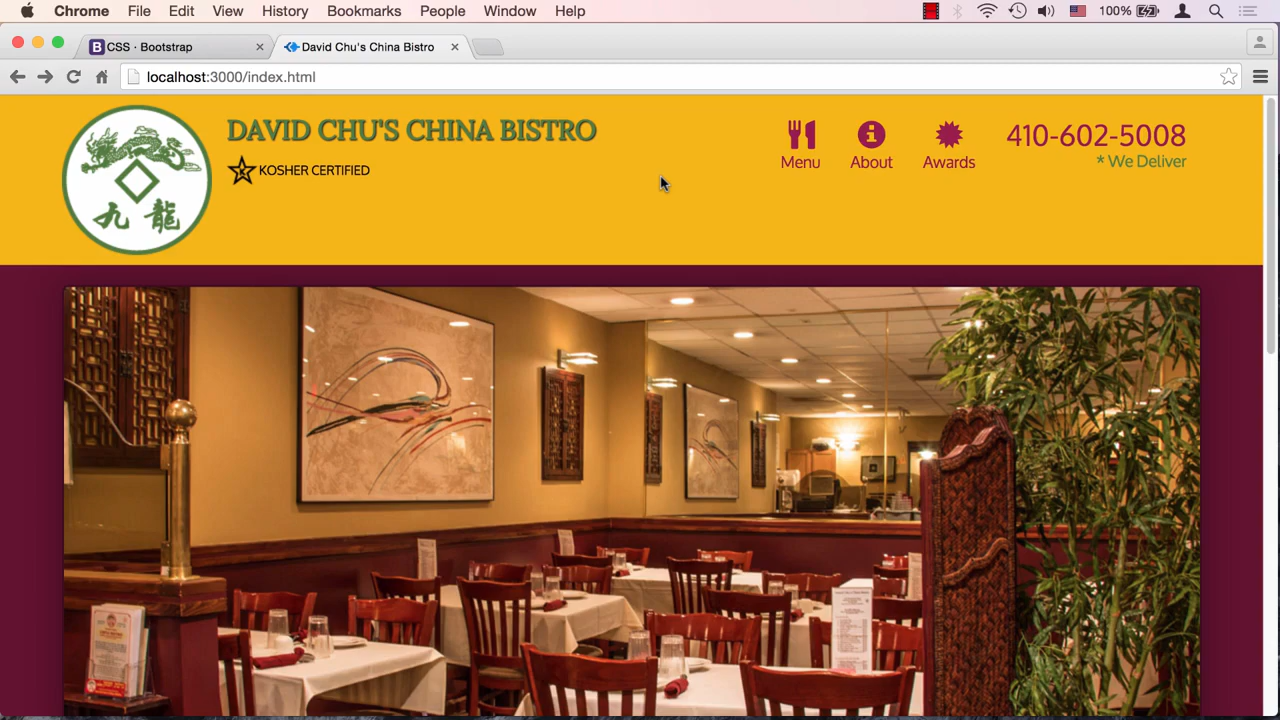 Chrome File Edit View History Bookmarks People Window Help 100%
CSS · Bootstrap
David Chu's China Bistro
localhost:3000/index.html
九龍
DAVID CHU'S CHINA BISTRO
K KOSHER CERTIFIED
Menu
About
Awards
410-602-5008
* We Deliver